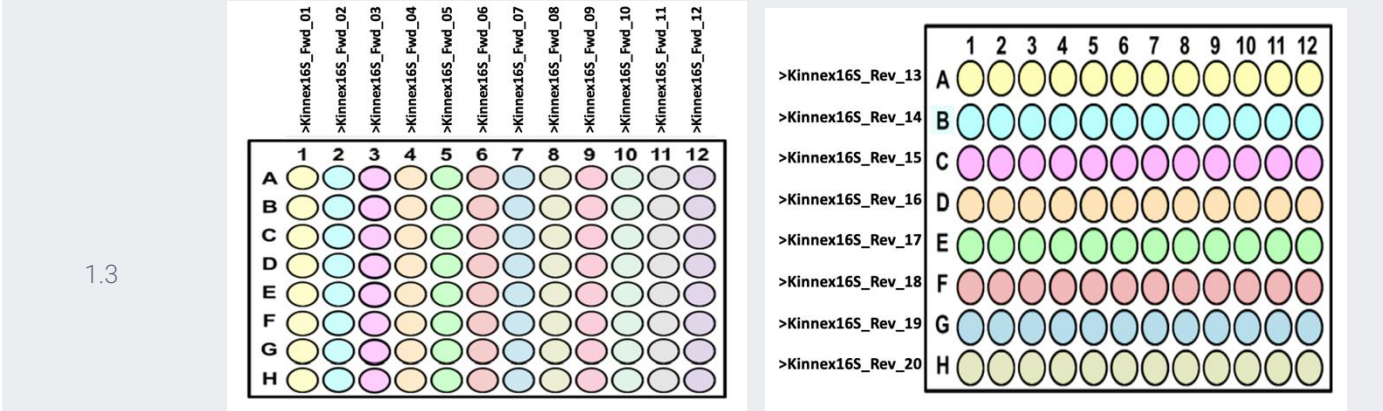 1.3
>Kinnex16S_Fwd_01
>Kinnex16S_Fwd_02
>Kinnex16S_Fwd_03
>Kinnex16S_Fwd_04
>Kinnex16S_Fwd_05
>Kinnex16S_Fwd_06
>Kinnex16S_Fwd_07
>Kinnex16S_Fwd_08
>Kinnex16S_Fwd_09
>Kinnex16S_Fwd_10
>Kinnex16S_Fwd_11
>Kinnex16S_Fwd_12
1 2 3 4 5 6 7 8 9 10 11 12
A
B
C
D
E
F
G
H
1 2 3 4 5 6 7 8 9 10 11 12
>Kinnex16S_Rev_13 A
>Kinnex16S_Rev_14 B
>Kinnex16S_Rev_15 C
>Kinnex16S_Rev_16 D
>Kinnex16S_Rev_17 E
>Kinnex16S_Rev_18 F
>Kinnex16S_Rev_19 G
>Kinnex16S_Rev_20 H